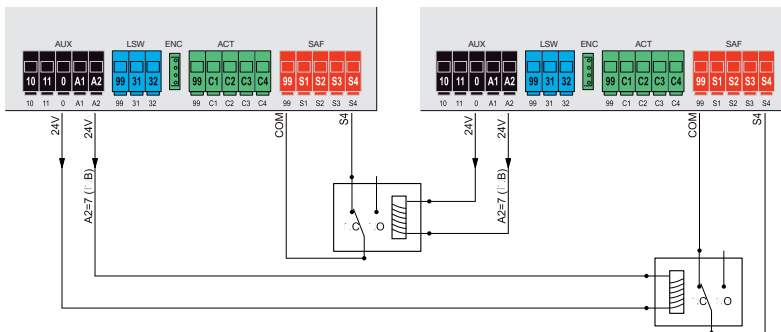 AUX LSW ENC ACT SAF
10 11 0 A1 A2 99 31 32 99 C1 C2 C3 C4 99 S1 S2 S3 S4
10 11 0 A1 A2 99 31 32 99 C1 C2 C3 C4 99 S1 S2 S3 S4
24V 24V COM S4
A2=7
.C .O
AUX LSW ENC ACT SAF
10 11 0 A1 A2 99 31 32 99 C1 C2 C3 C4 99 S1 S2 S3 S4
10 11 0 A1 A2 99 31 32 99 C1 C2 C3 C4 99 S1 S2 S3 S4
24V 24V COM S4
A2=7
.C .O